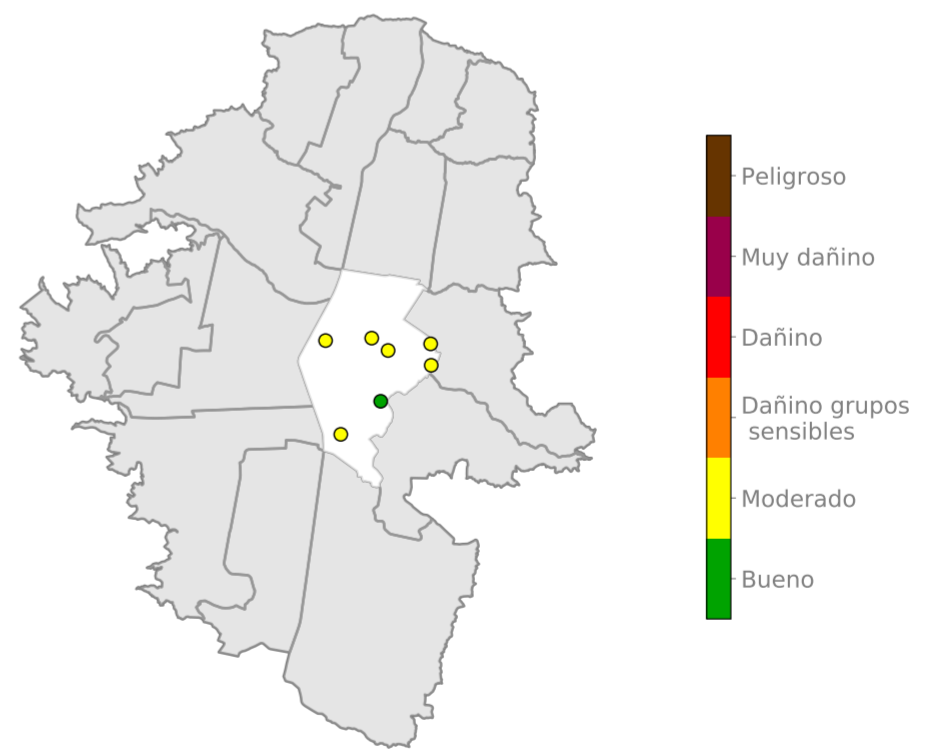 Peligroso
Muy dañino
Dañino
Dañino grupos
sensibles
Moderado
Bueno